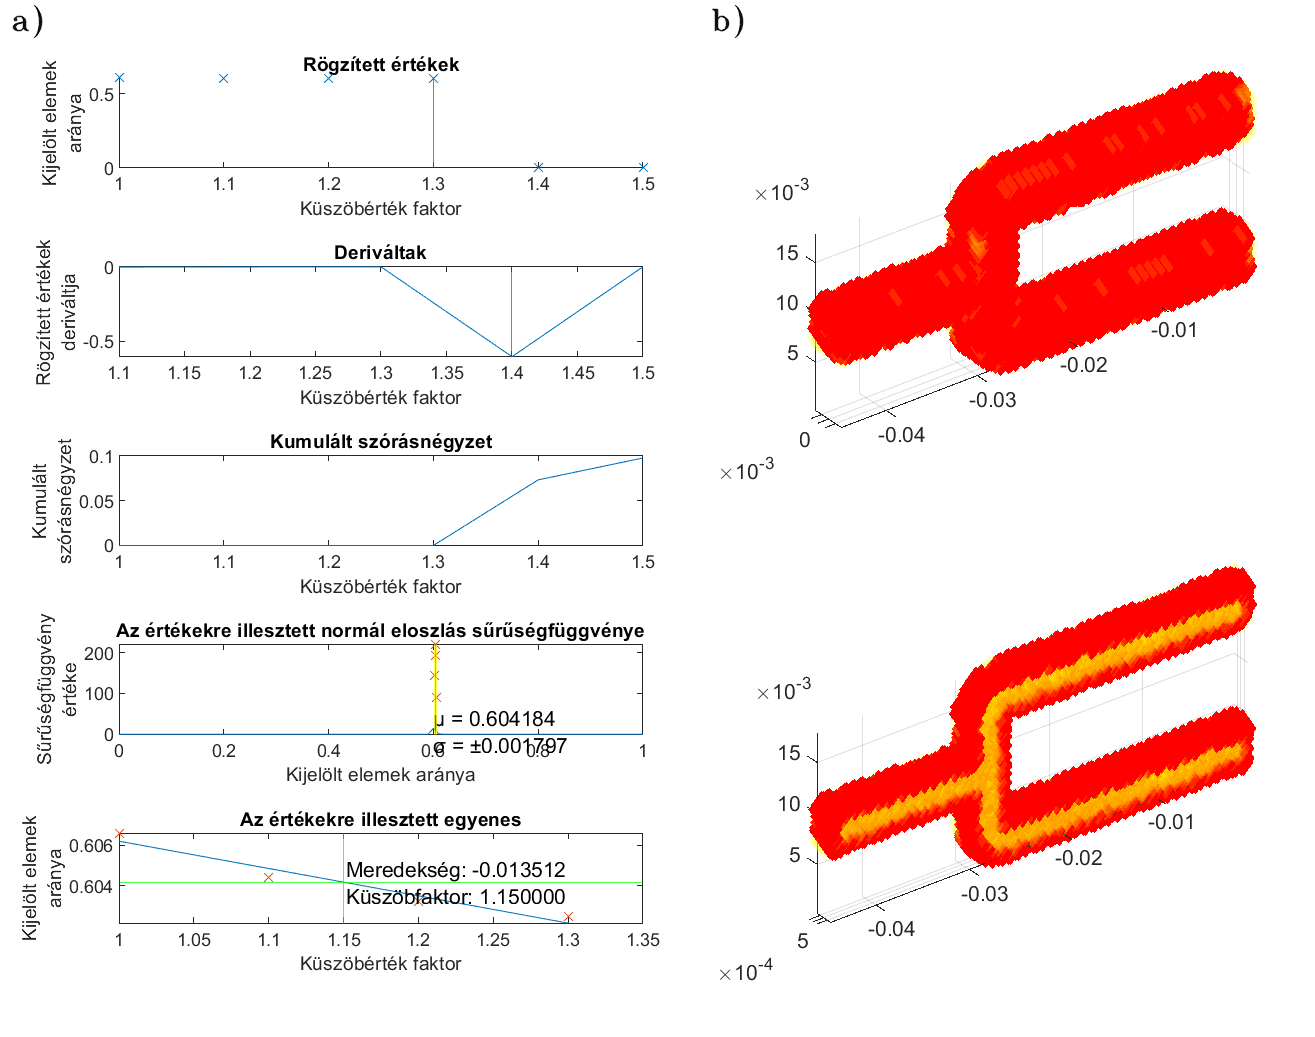 a)
Rögzített értékek
Kijelölt elemek
aránya
0.5
0
1 1.1 1.2 1.3 1.4 1.5
Küszöbérték faktor
Deriváltak
Rögzített értékek
deriváltja
0
-0.5
1.1 1.15 1.2 1.25 1.3 1.35 1.4 1.45 1.5
Küszöbérték faktor
Kumulált szórásnégyzet
Kumulált
szórásnégyzet
0.1
0.05
0
1 1.1 1.2 1.3 1.4 1.5
Küszöbérték faktor
Az értékekre illesztett normál eloszlás sűrűségfüggvénye
Sűrűségfüggvény
értéke
200
100
0
μ = 0.604184
σ = ±0.001797
0 0.2 0.4 0.6 0.8 1
Kijelölt elemek aránya
Az értékekre illesztett egyenes
Kijelölt elemek
aránya
0.606
0.604
Meredekség: -0.013512
Küszöbfaktor: 1.150000
1 1.05 1.1 1.15 1.2 1.25 1.3 1.35
Küszöbérték faktor
b)
×10-3
15
10
5
0
-0.01
-0.02
-0.03
-0.04
×10-3
×10-3
15
10
5
5
-0.01
-0.02
-0.03
-0.04
×10-4